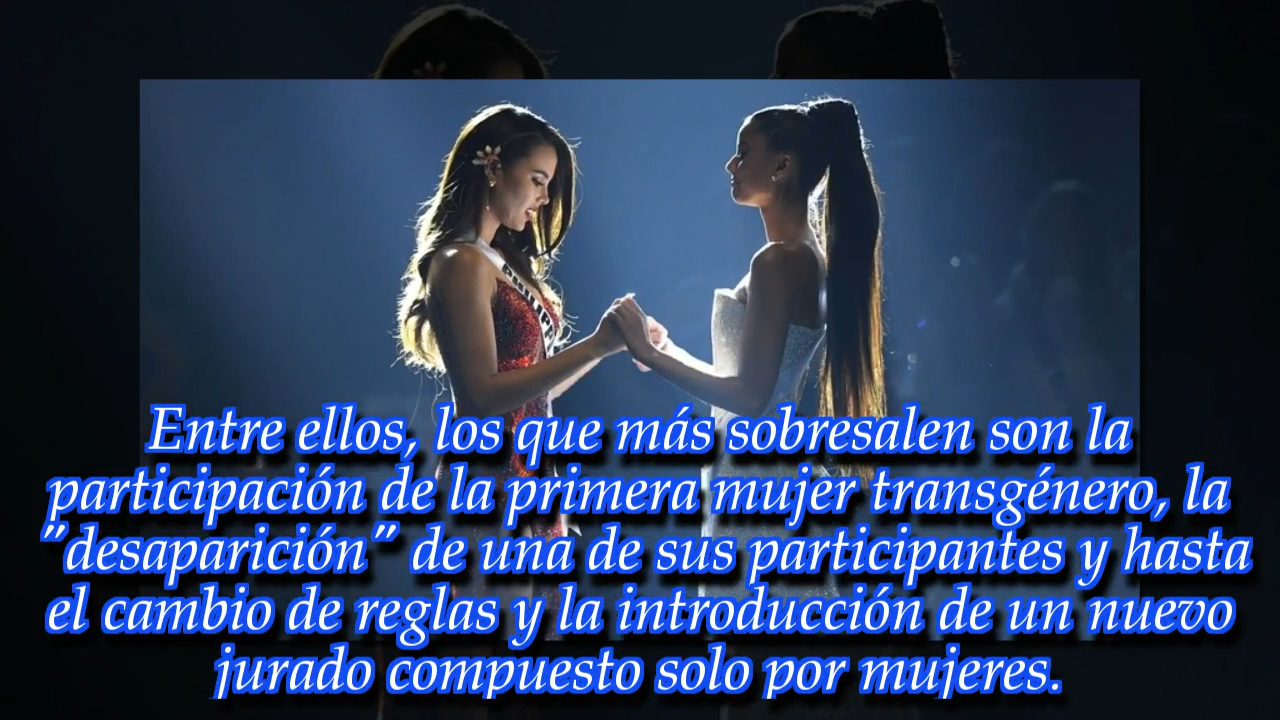 Entre ellos, los que más sobresalen son la
participación de la primera mujer transgénero, la
"desaparición" de una de sus participantes y hasta
el cambio de reglas y la introducción de un nuevo
jurado compuesto solo por mujeres.